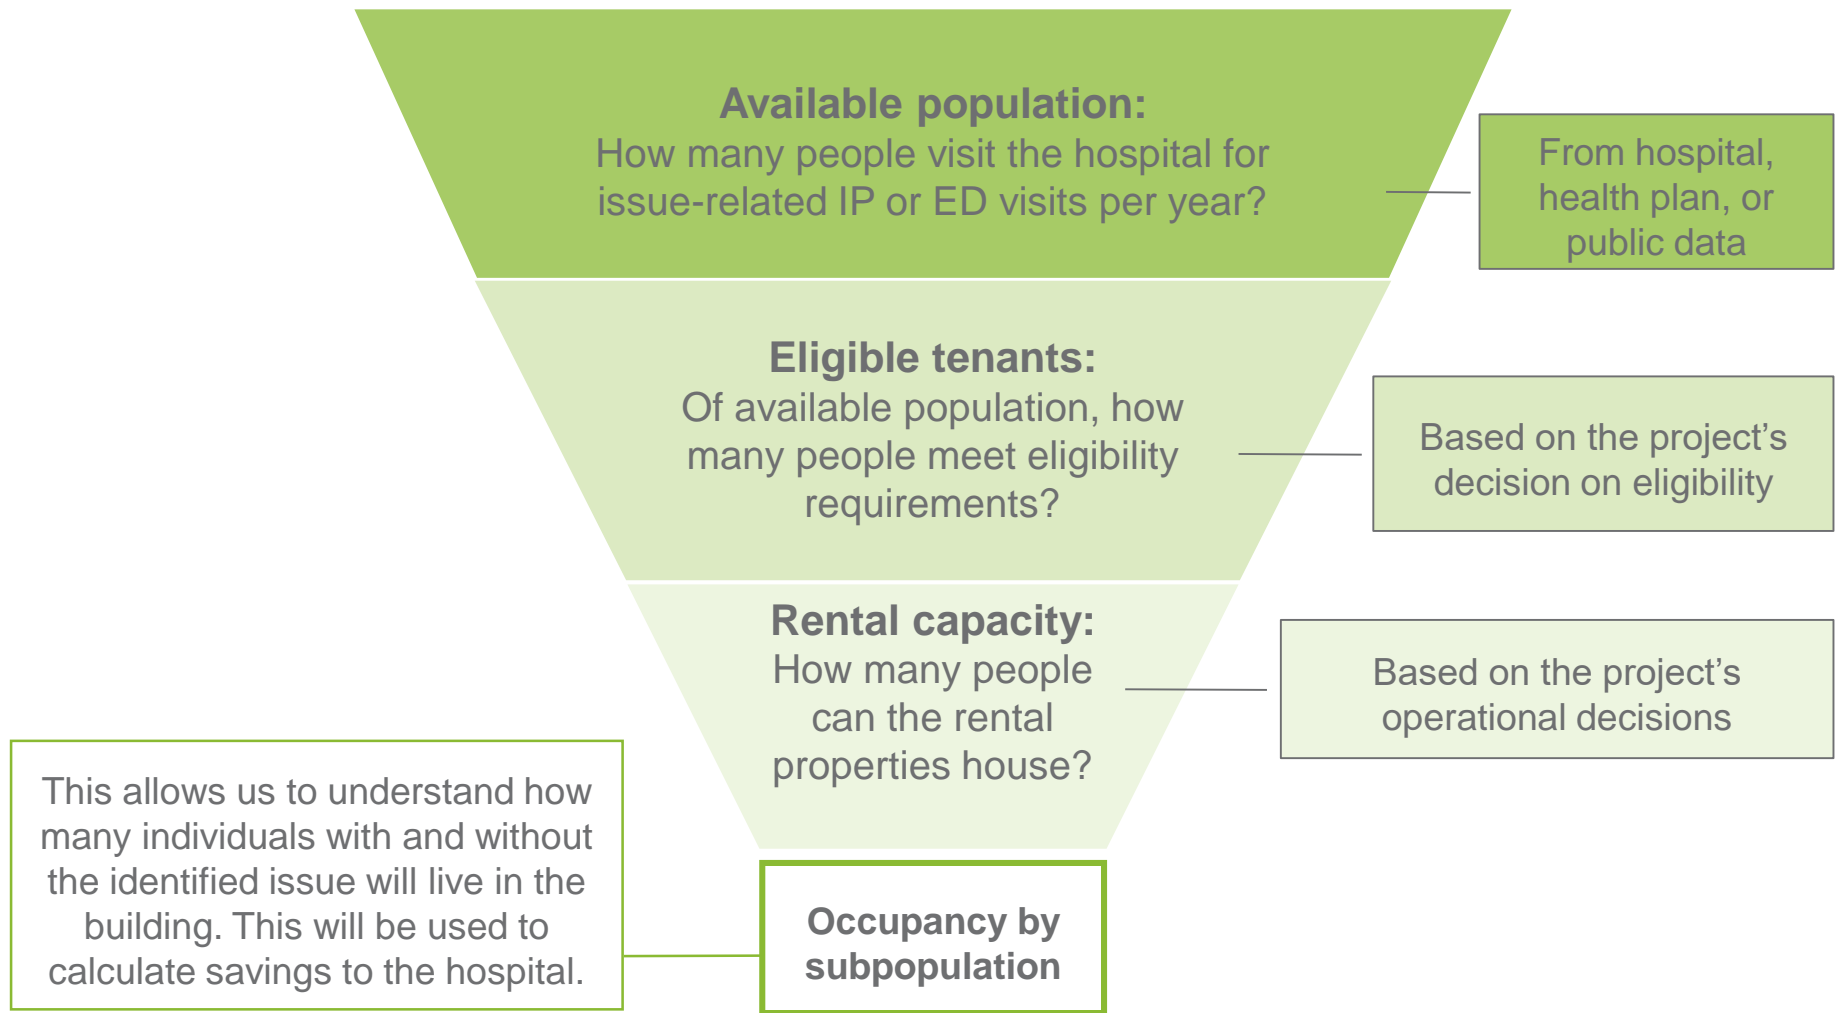 Available population:
How many people visit the hospital for
issue-related IP or ED visits per year?
From hospital,
health plan, or
public data
Eligible tenants:
Of available population, how
many people meet eligibility
requirements?
Based on the project’s
decision on eligibility
Rental capacity:
How many people
can the rental
properties house?
Based on the project’s
operational decisions
This allows us to understand how
many individuals with and without
the identified issue will live in the
building. This will be used to
calculate savings to the hospital.
Occupancy by
subpopulation